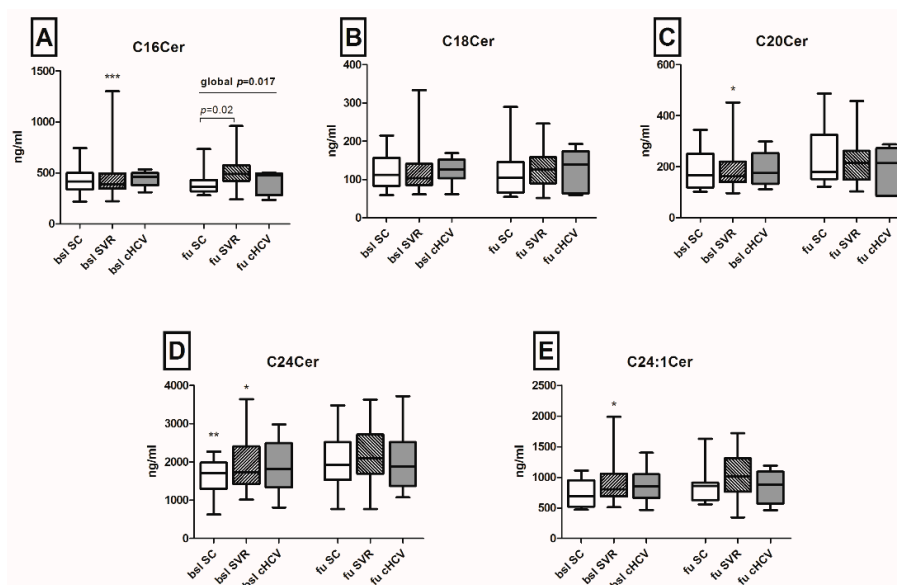 A
C16Cer
1500
1000
500
0
ng/ml
***
global p=0.017
p=0.02
bsl SC
bsl SVR
bsl cHCV
fu SC
fu SVR
fu cHCV
B
C18Cer
400
300
200
100
0
ng/ml
bsl SC
bsl SVR
bsl cHCV
fu SC
fu SVR
fu cHCV
C
C20Cer
600
400
200
0
ng/ml
*
bsl SC
bsl SVR
bsl cHCV
fu SC
fu SVR
fu cHCV
D
C24Cer
4000
3000
2000
1000
0
ng/ml
**
*
bsl SC
bsl SVR
bsl cHCV
fu SC
fu SVR
fu cHCV
E
C24:1Cer
2500
2000
1500
1000
500
0
ng/ml
*
bsl SC
bsl SVR
bsl cHCV
fu SC
fu SVR
fu cHCV